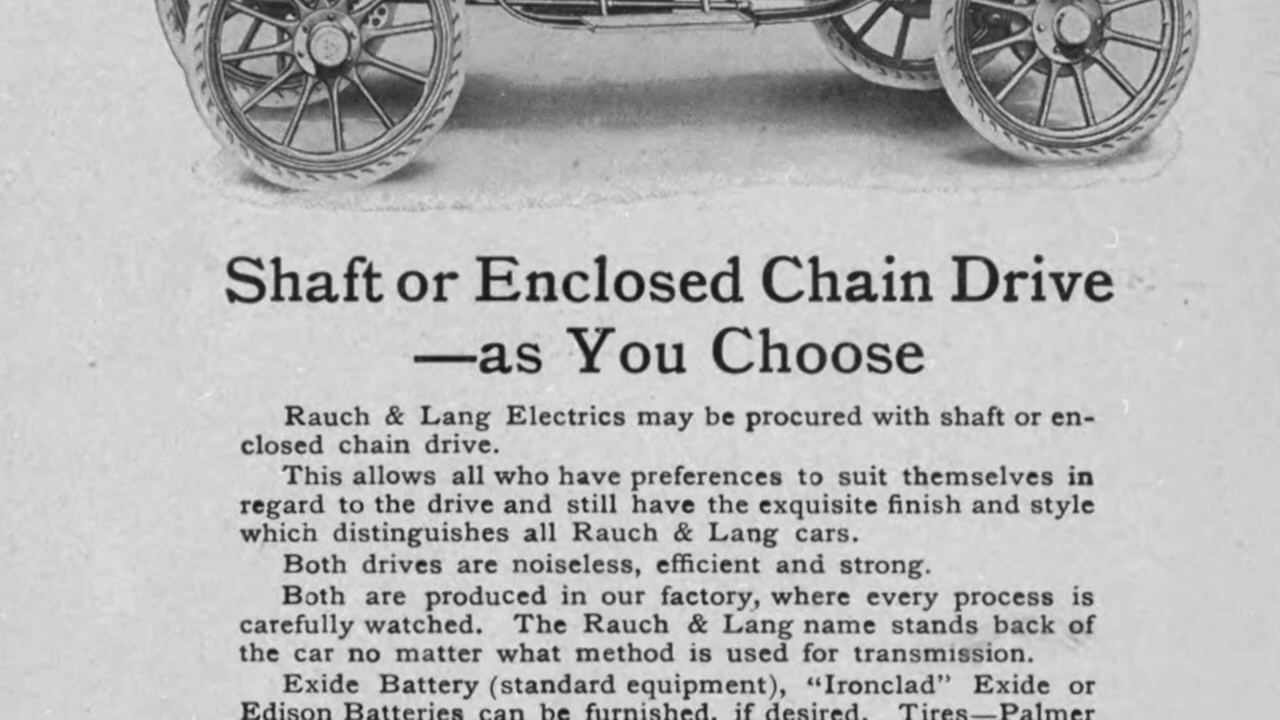 Shaft or Enclosed Chain Drive
—as You Choose
Rauch & Lang Electrics may be procured with shaft or en-
closed chain drive.
This allows all who have preferences to suit themselves in
regard to the drive and still have the exquisite finish and style
which distinguishes all Rauch & Lang cars.
Both drives are noiseless, efficient and strong.
Both are produced in our factory, where every process is
carefully watched. The Rauch & Lang name stands back of
the car no matter what method is used for transmission.
Exide Battery (standard equipment), “Ironclad” Exide or
Edison Batteries can be furnished, if desired. Tires—Palmer